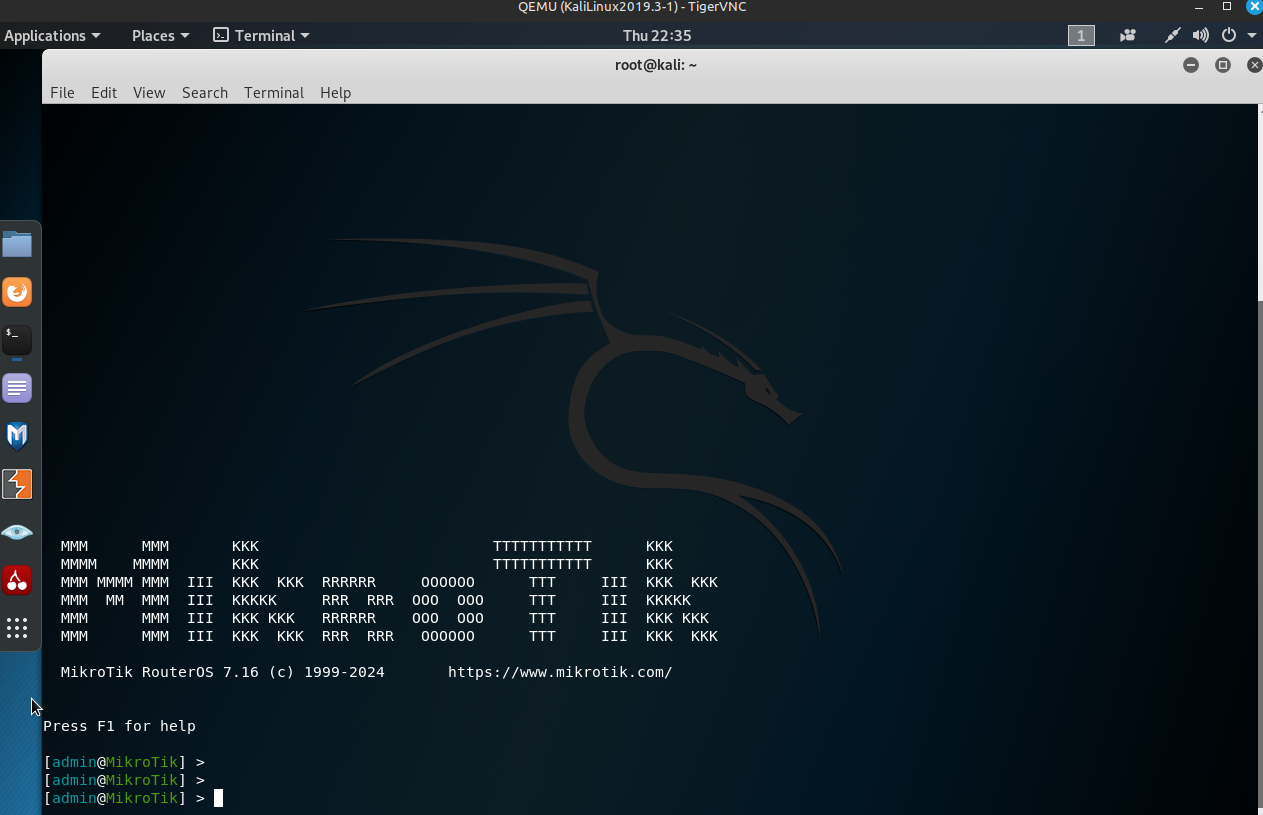 QEMU (KaliLinux2019.3-1) - TigerVNC
Applications Places Terminal Thu 22:35 1
root@kali: ~
File Edit View Search Terminal Help
MMM      MMM       KKK                          TTTTTTTTTTT      KKK
MMMM    MMMM       KKK                          TTTTTTTTTTT      KKK
MMM MMMM MMM  III  KKK  KKK  RRRRRR     OOOOOO      TTT     III  KKK  KKK
MMM  MM  MMM  III  KKKKK     RRR  RRR  OOO  OOO     TTT     III  KKKKK
MMM      MMM  III  KKK KKK   RRRRRR    OOO  OOO     TTT     III  KKK KKK
MMM      MMM  III  KKK  KKK  RRR  RRR   OOOOOO      TTT     III  KKK  KKK
MikroTik RouterOS 7.16 (c) 1999-2024       https://www.mikrotik.com/
Press F1 for help
[admin@MikroTik] >
[admin@MikroTik] >
[admin@MikroTik] >